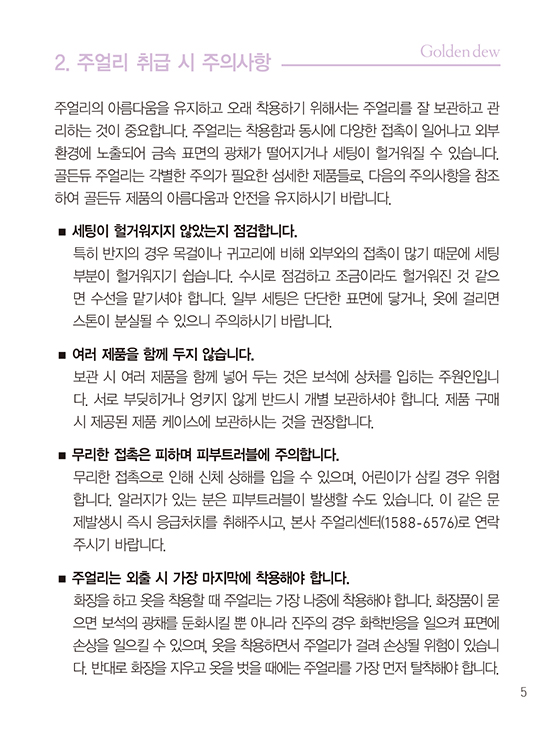 Golden dew
2. 주얼리 취급 시 주의사항
주얼리의 아름다움을 유지하고 오래 착용하기 위해서는 주얼리를 잘 보관하고 관
리하는 것이 중요합니다. 주얼리는 착용함과 동시에 다양한 접촉이 일어나고 외부
환경에 노출되어 금속 표면의 광채가 떨어지거나 세팅이 헐거워질 수 있습니다.
골든듀 주얼리는 각별한 주의가 필요한 섬세한 제품들로, 다음의 주의사항을 참조
하여 골든듀 제품의 아름다움과 안전을 유지하시기 바랍니다.
■ 세팅이 헐거워지지 않았는지 점검합니다.
특히 반지의 경우 목걸이나 귀고리에 비해 외부와의 접촉이 많기 때문에 세팅
부분이 헐거워지기 쉽습니다. 수시로 점검하고 조금이라도 헐거워진 것 같으
면 수선을 맡기셔야 합니다. 일부 세팅은 단단한 표면에 닿거나, 옷에 걸리면
스톤이 분실될 수 있으니 주의하시기 바랍니다.
■ 여러 제품을 함께 두지 않습니다.
보관 시 여러 제품을 함께 넣어 두는 것은 보석에 상처를 입히는 주원인입니
다. 서로 부딪히거나 엉키지 않게 반드시 개별 보관하셔야 합니다. 제품 구매
시 제공된 제품 케이스에 보관하시는 것을 권장합니다.
■ 무리한 접촉은 피하며 피부트러블에 주의합니다.
무리한 접촉으로 인해 신체 상해를 입을 수 있으며, 어린이가 삼킬 경우 위험
합니다. 알러지가 있는 분은 피부트러블이 발생할 수도 있습니다. 이 같은 문
제발생시 즉시 응급처치를 취해주시고, 본사 주얼리센터(1588-6576)로 연락
주시기 바랍니다.
■ 주얼리는 외출 시 가장 마지막에 착용해야 합니다.
화장을 하고 옷을 착용할 때 주얼리는 가장 나중에 착용해야 합니다. 화장품이 묻
으면 보석의 광채를 둔화시킬 뿐 아니라 진주의 경우 화학반응을 일으켜 표면에
손상을 일으킬 수 있으며, 옷을 착용하면서 주얼리가 걸려 손상될 위험이 있습니
다. 반대로 화장을 지우고 옷을 벗을 때에는 주얼리를 가장 먼저 탈착해야 합니다.
5